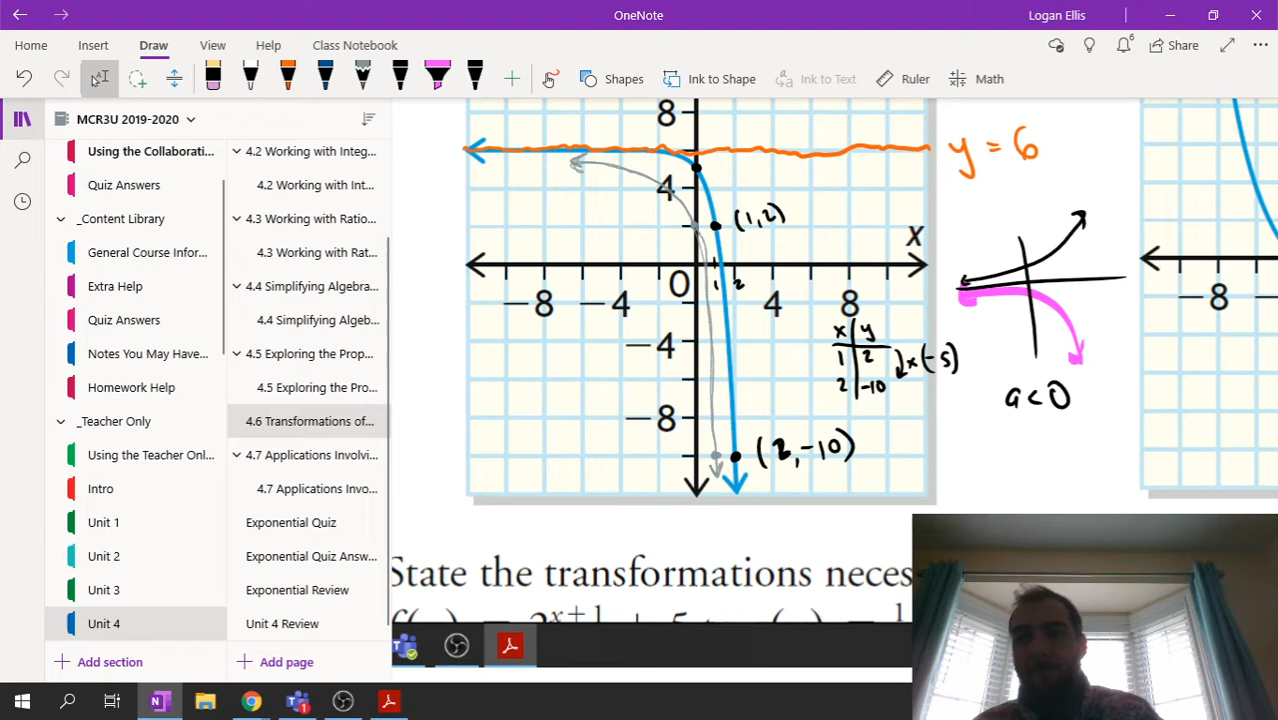 OneNote
Logan Ellis
Home
Insert
Draw
View
Help
Class Notebook
Share
Shapes
Ink to Shape
Ink to Text
Ruler
Math
MCR3U 2019-2020
Using the Collaborati...
Quiz Answers
_Content Library
General Course Infor...
Extra Help
Quiz Answers
Notes You May Have...
Homework Help
_Teacher Only
Using the Teacher Onl...
Intro
Unit 1
Unit 2
Unit 3
Unit 4
Add section
4.2 Working with Integ...
4.2 Working with Int...
4.3 Working with Ratio...
4.3 Working with Rat...
4.4 Simplifying Algebra...
4.4 Simplifying Algeb...
4.5 Exploring the Prop...
4.5 Exploring the Pro...
4.6 Transformations of...
4.7 Applications Involvi...
4.7 Applications Invo...
Exponential Quiz
Exponential Quiz Answ...
Exponential Review
Unit 4 Review
Add page
8
4
y = 6
(1,2)
x
0
1 2
-8 -4 4 8
-4
-8
x y
1 2
2 -10
x(-5)
(2,-10)
a<0
-8
State the transformations neces